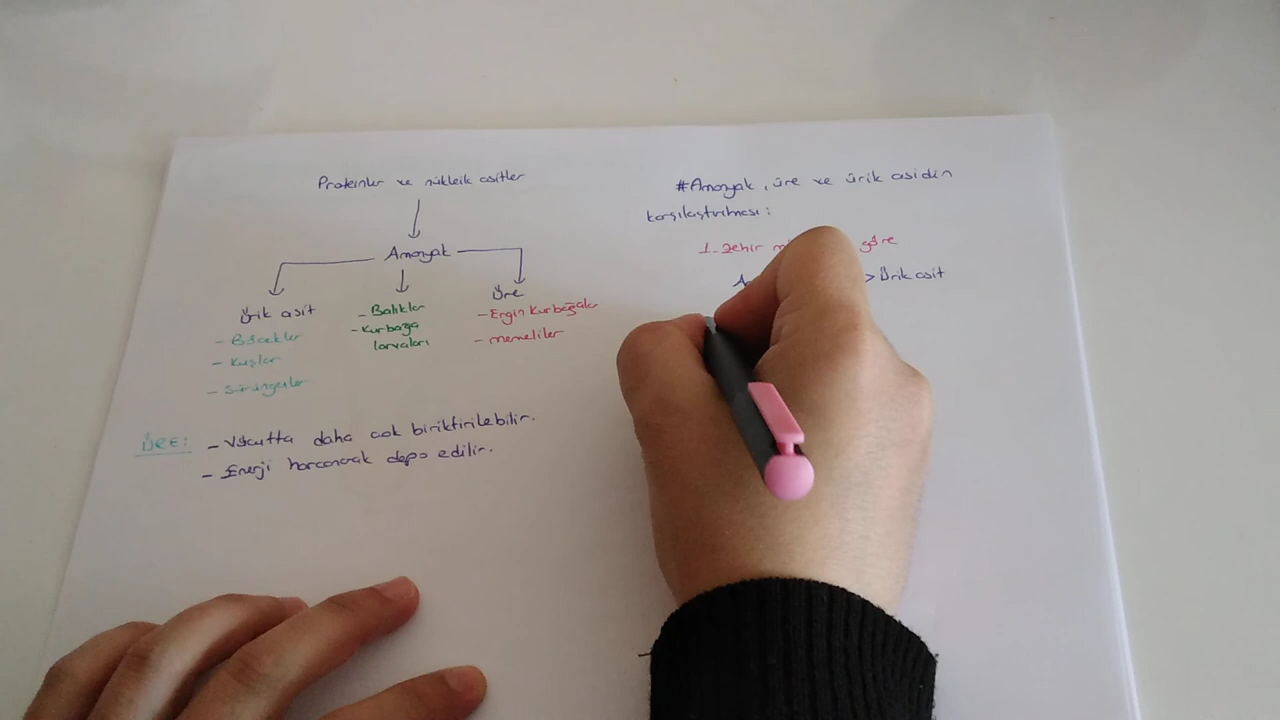 Proteinler ve nükleik asitler
Amonyak
Ürik asit
- Böcekler
- Kuşlar
- Sürüngenler
- Balıklar
- Kurbağa
larvaları
Üre
- Ergin Kurbağalar
- memeliler
ÜRE: - Vücutta daha çok biriktirilebilir.
- Enerji harcanarak depo edilir.
#Amonyak, üre ve ürik asidin
karşılaştırılması:
1- Zehir göre
> Ürik asit